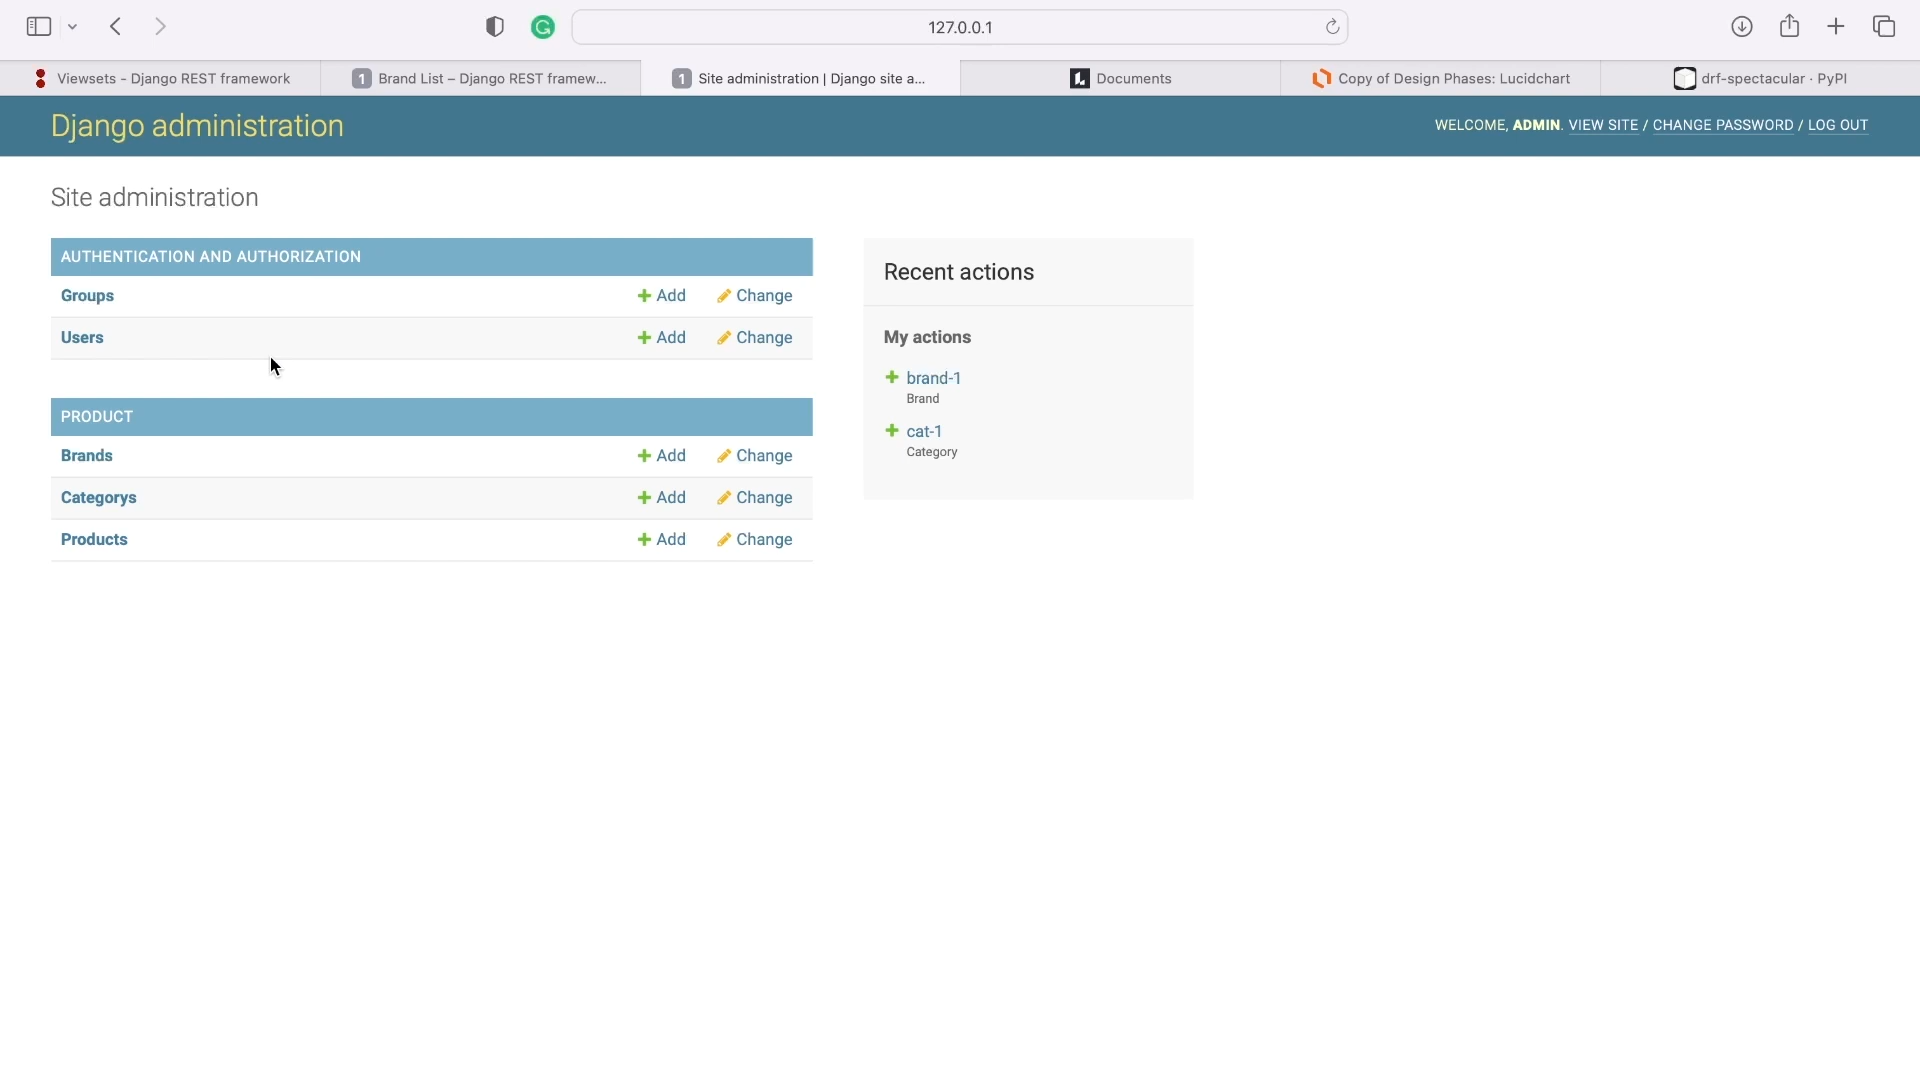 127.0.0.1
Viewsets - Django REST framework
1 Brand List – Django REST framew...
1 Site administration | Django site a...
Documents
Copy of Design Phases: Lucidchart
drf-spectacular · PyPI
Django administration
WELCOME, ADMIN. VIEW SITE / CHANGE PASSWORD / LOG OUT
Site administration
AUTHENTICATION AND AUTHORIZATION
Groups Add Change
Users Add Change
PRODUCT
Brands Add Change
Categorys Add Change
Products Add Change
Recent actions
My actions
brand-1
Brand
cat-1
Category